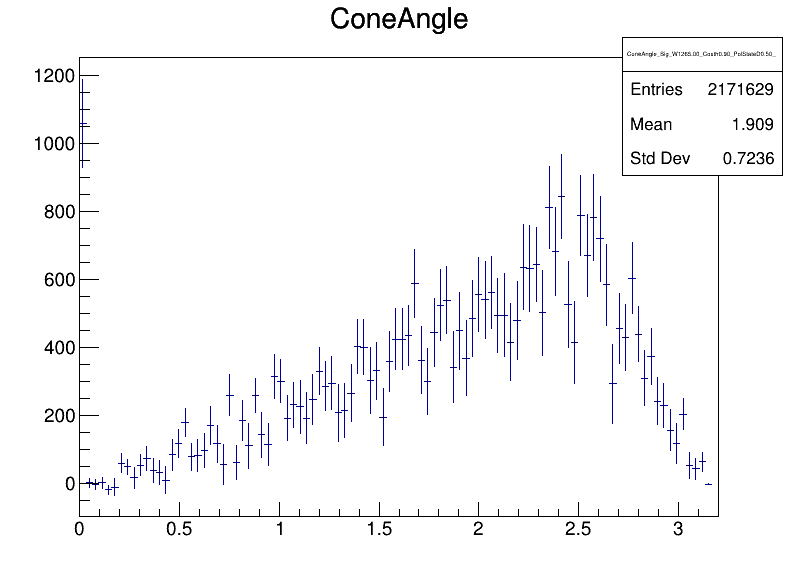 ConeAngle
ConeAngle_Sig_W1265.00_Costh0.90_PolStateD0.50_
Entries 2171629
Mean 1.909
Std Dev 0.7236
1200
1000
800
600
400
200
0
0 0.5 1 1.5 2 2.5 3